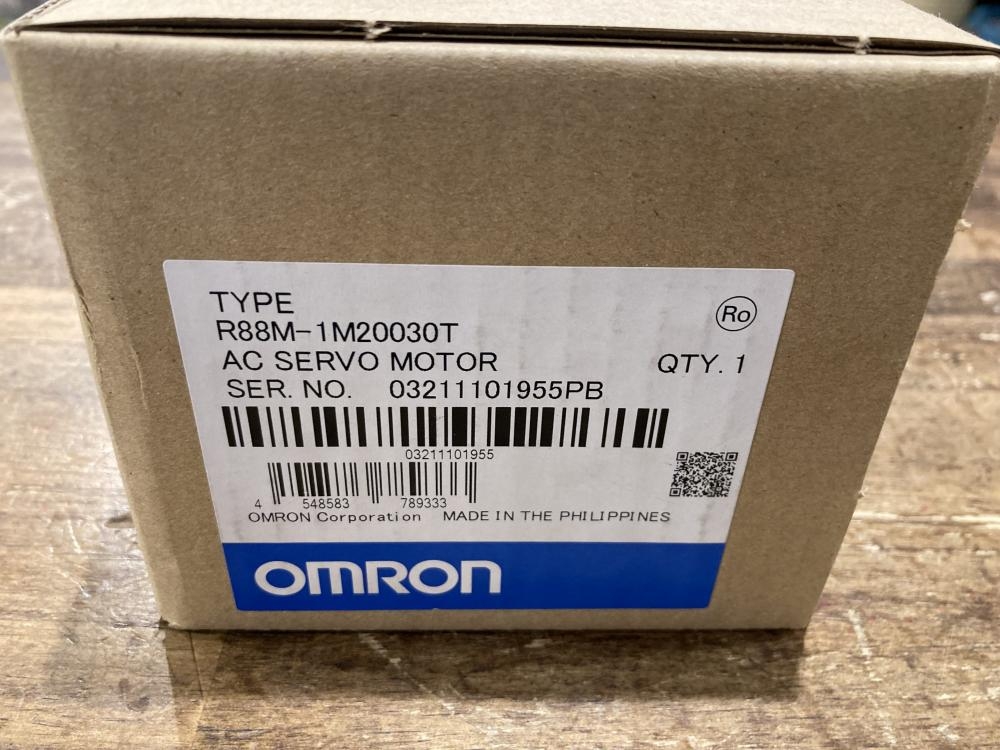 TYPE
R88M-1M20030T
Ro
AC SERVO MOTOR QTY. 1
SER. NO. 03211101955PB
03211101955
4 548583 789333
OMRON Corporation MADE IN THE PHILIPPINES
OMRON